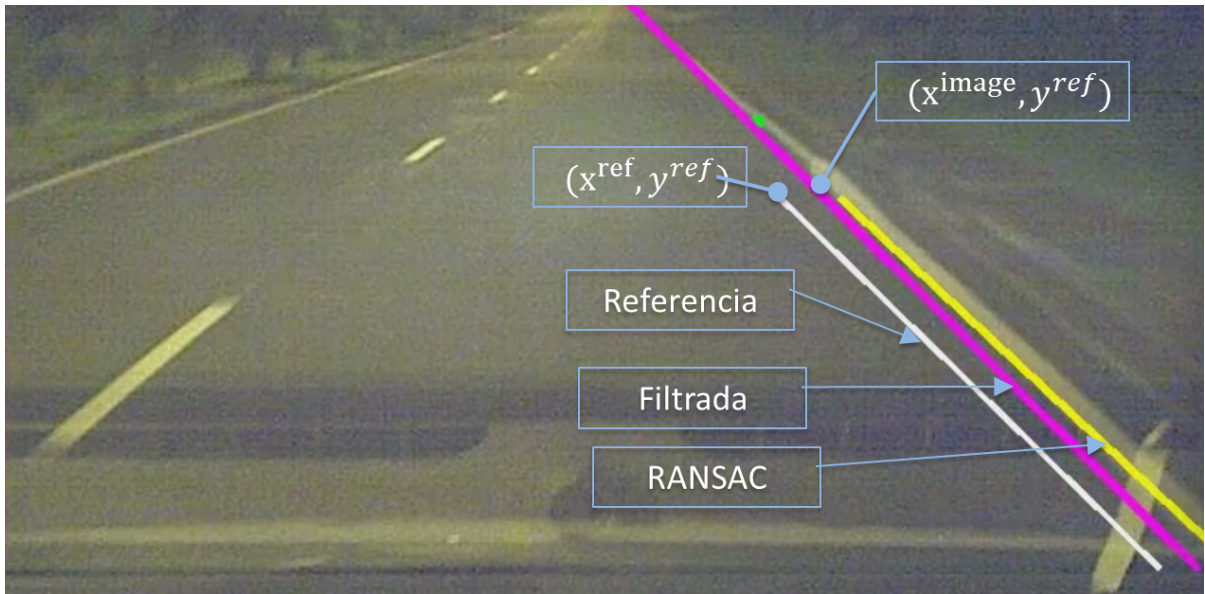 (x^image, y^ref)
(x^ref, y^ref)
Referencia
Filtrada
RANSAC